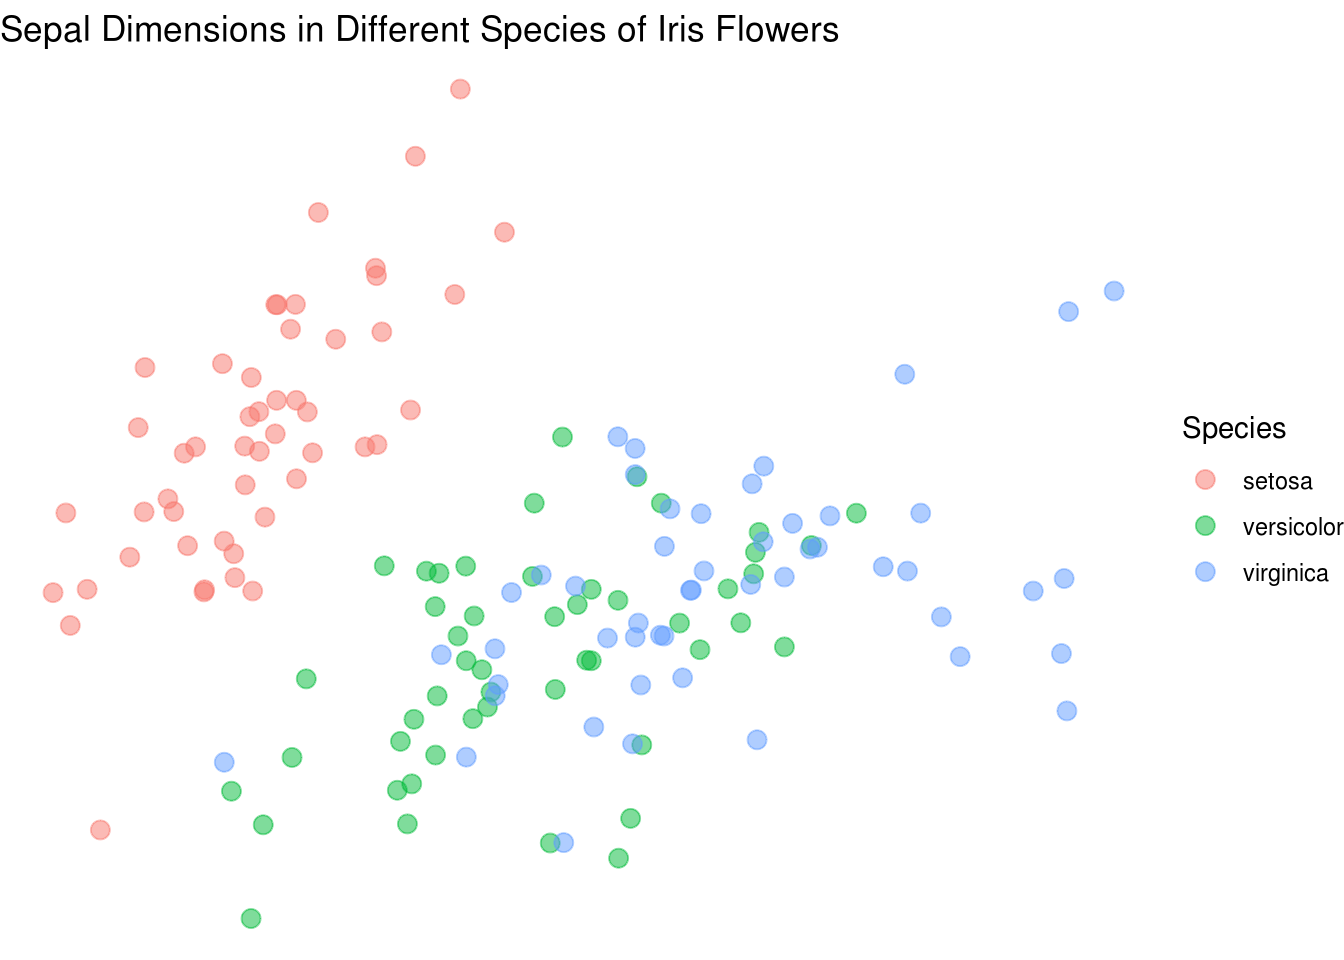 Sepal Dimensions in Different Species of Iris Flowers
Species
setosa
versicolor
virginica